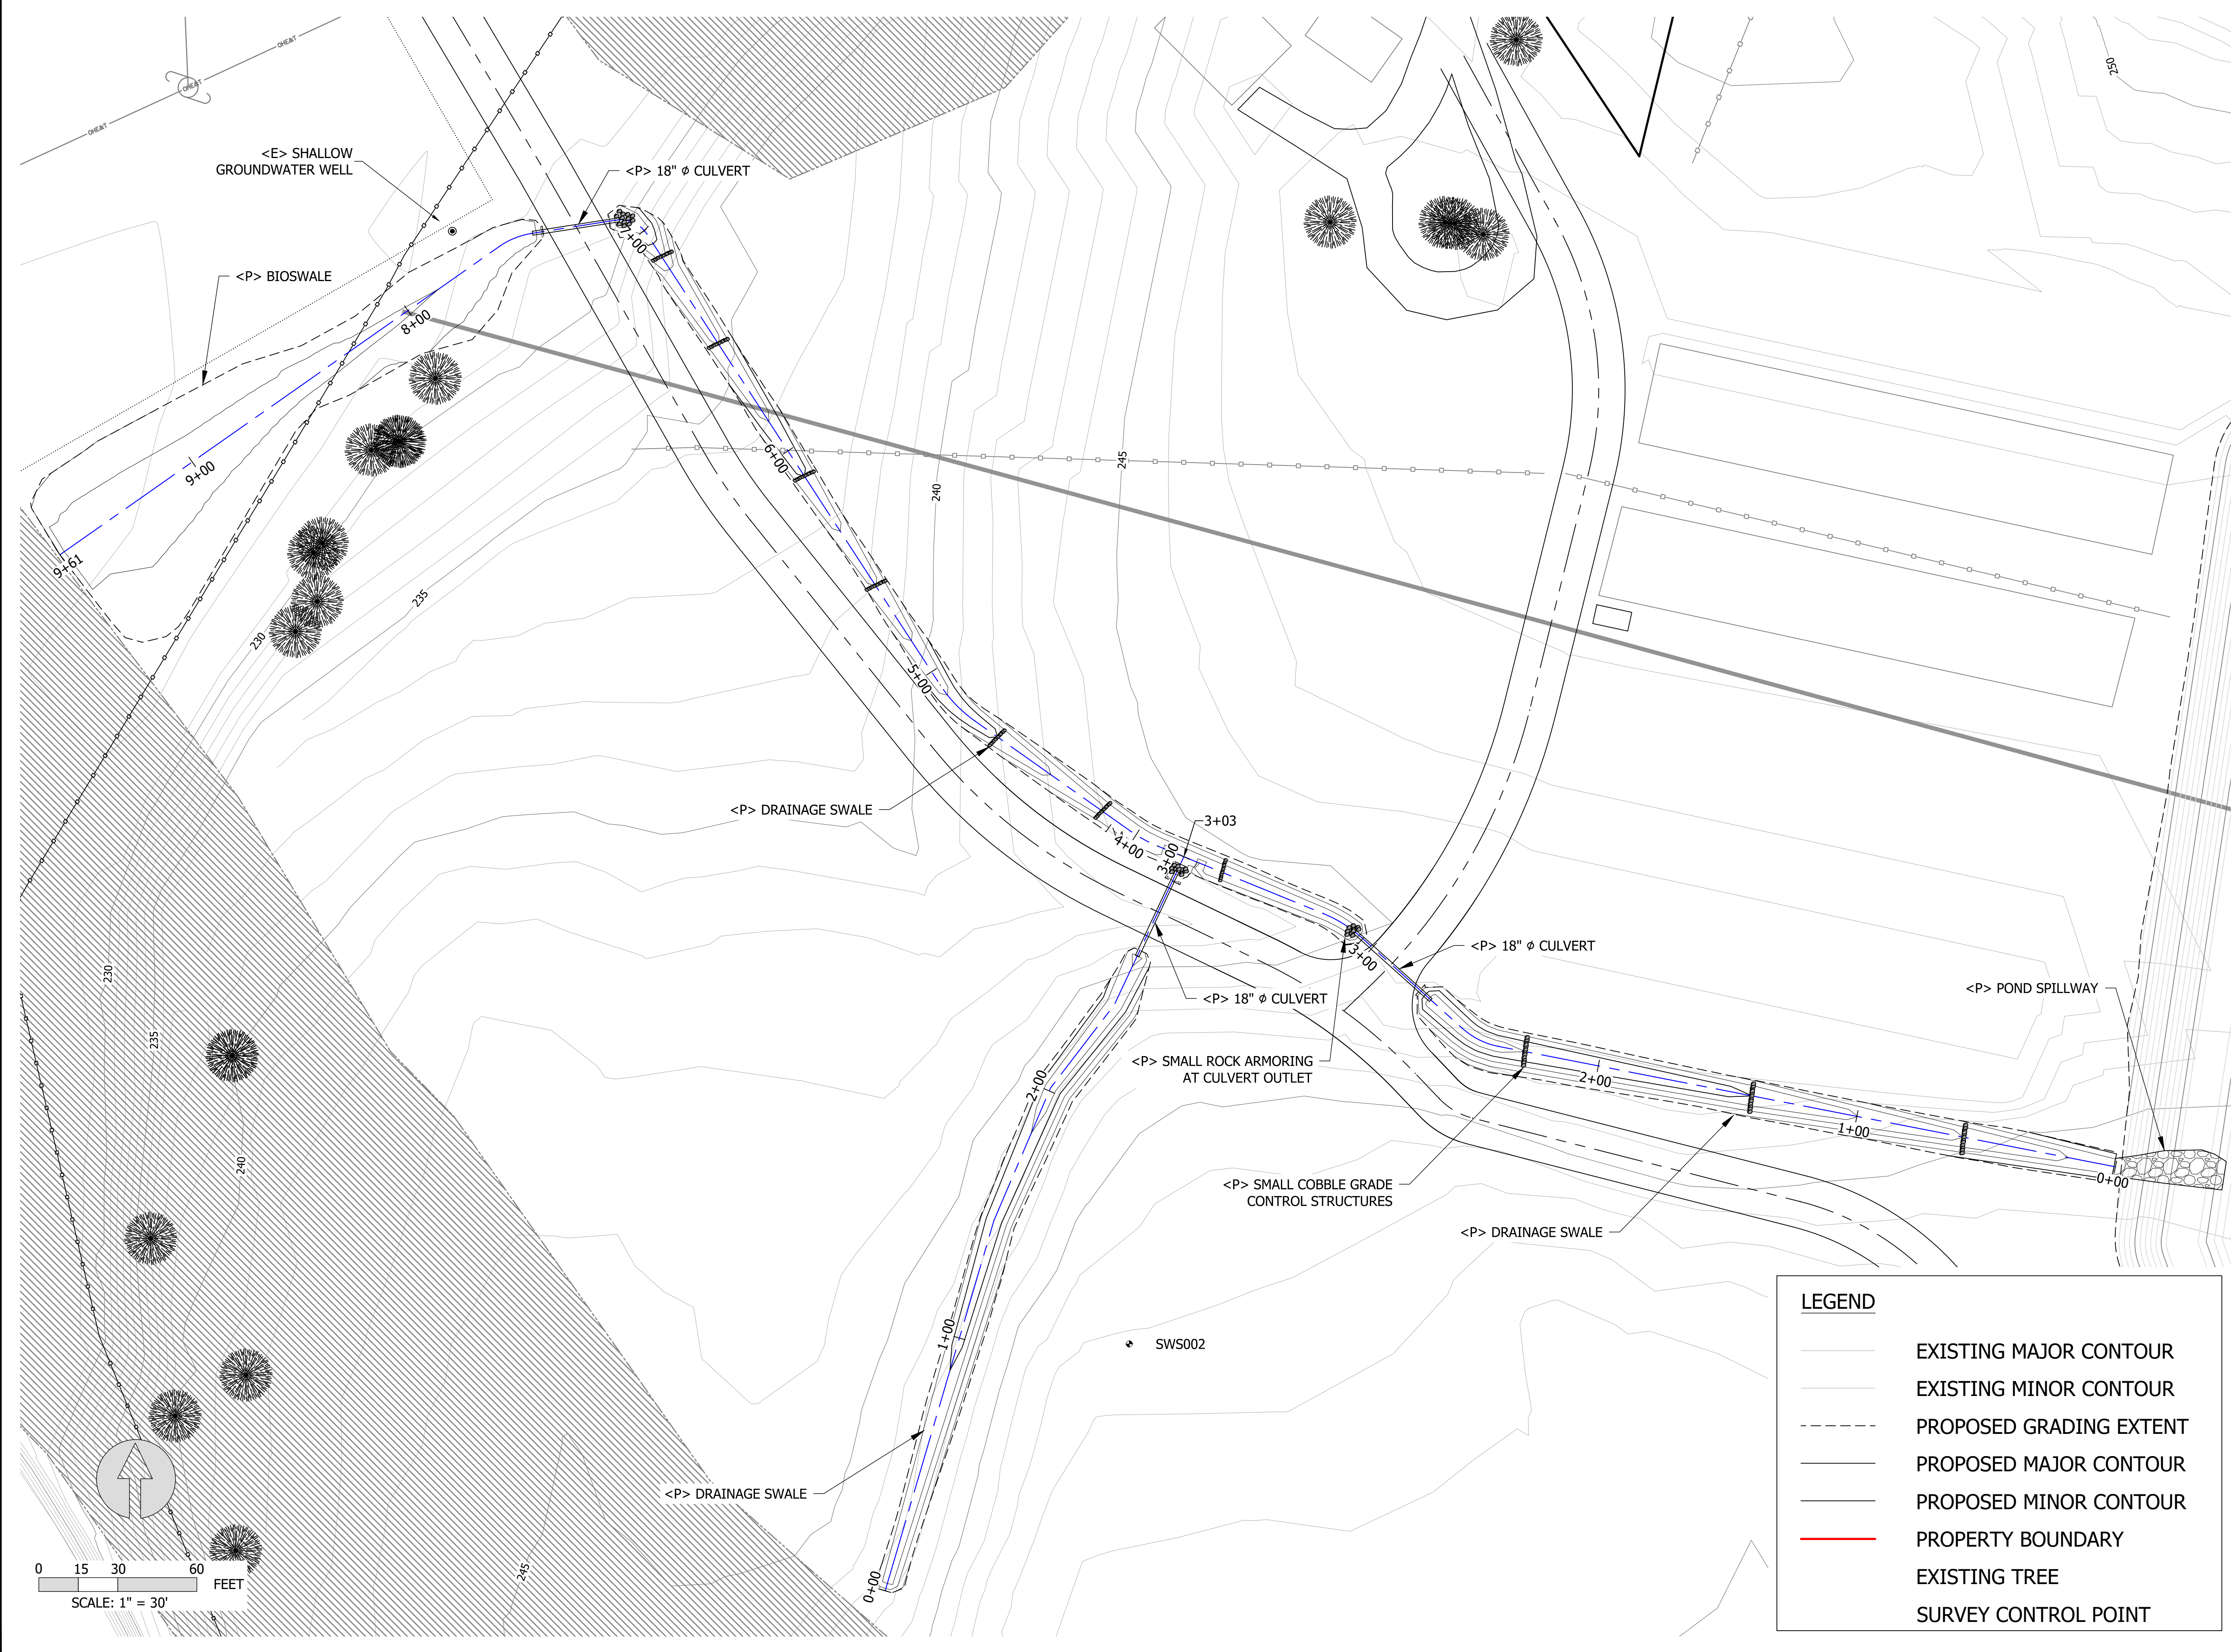 OHE&T
OHE&T
OHE&T
250
<E> SHALLOW
GROUNDWATER WELL
<P> 18" ϕ CULVERT
7+00
<P> BIOSWALE
8+00
9+00
6+00
245
240
9+61
235
230
5+00
<P> DRAINAGE SWALE
3+03
4+00
3+00
<P> 18" ϕ CULVERT
3+00
230
<P> POND SPILLWAY
<P> 18" ϕ CULVERT
235
<P> SMALL ROCK ARMORING
AT CULVERT OUTLET
2+00
2+00
1+00
240
0+00
<P> SMALL COBBLE GRADE
CONTROL STRUCTURES
<P> DRAINAGE SWALE
1+00
SWS002
<P> DRAINAGE SWALE
0+00
245
0 15 30 60
FEET
SCALE: 1" = 30'
LEGEND
EXISTING MAJOR CONTOUR
EXISTING MINOR CONTOUR
PROPOSED GRADING EXTENT
PROPOSED MAJOR CONTOUR
PROPOSED MINOR CONTOUR
PROPERTY BOUNDARY
EXISTING TREE
SURVEY CONTROL POINT